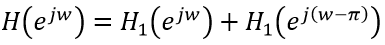 H(e^{jw}) = H_1(e^{jw}) + H_1(e^{j(w-π)})